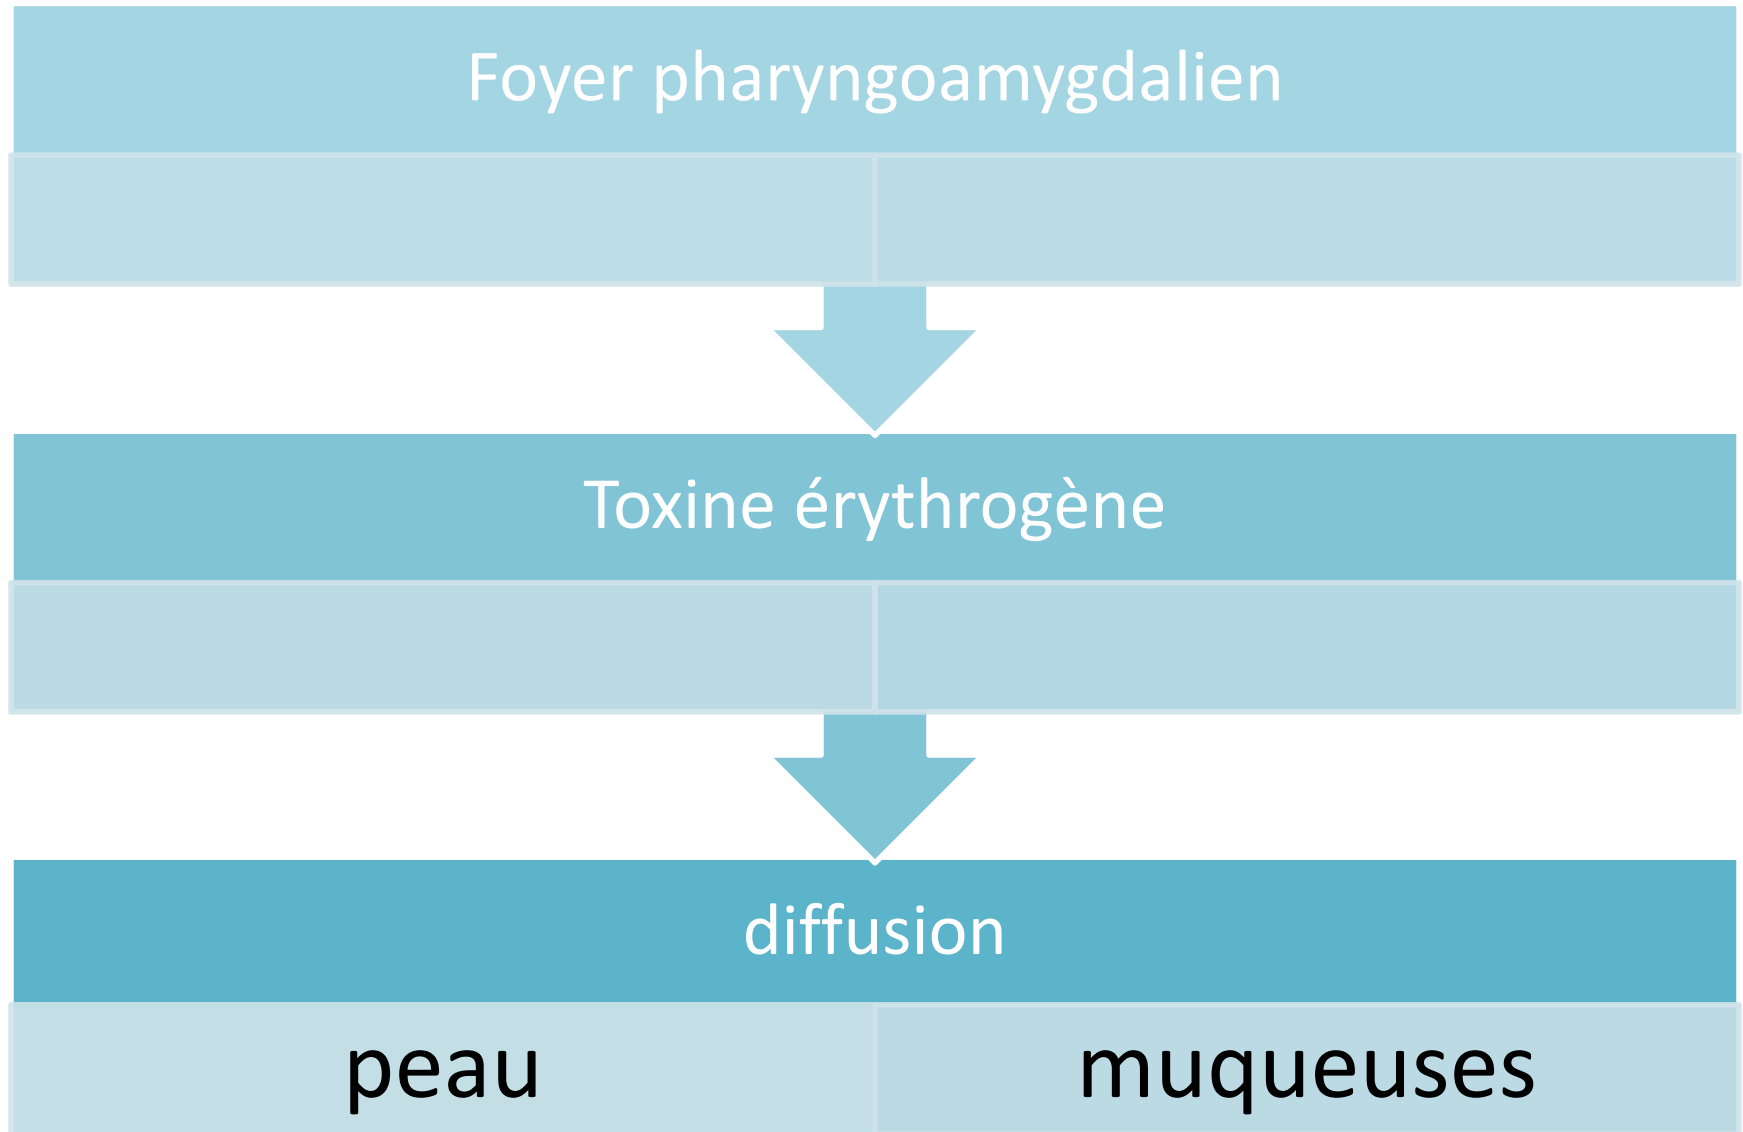 Foyer pharyngoamygdalien
Toxine érythrogène
diffusion
peau
muqueuses